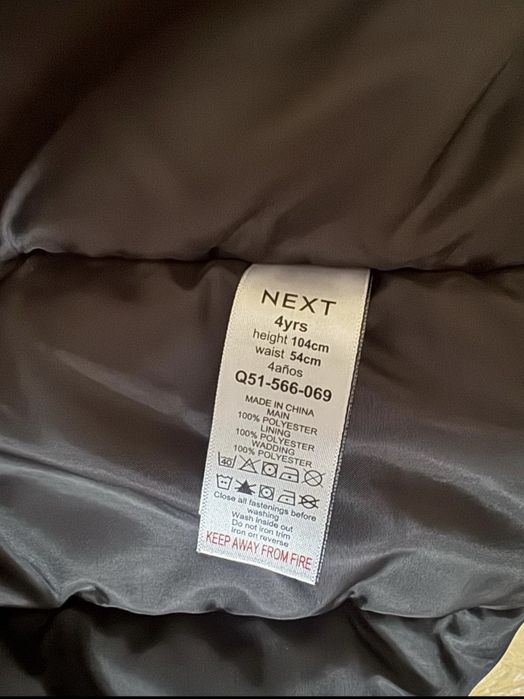 NEXT
4yrs
height 104cm
waist 54cm
4años
Q51-566-069
MADE IN CHINA
MAIN
100% POLYESTER
LINING
100% POLYESTER
WADDING
100% POLYESTER
40
Close all fastenings before
washing
Wash inside out
Do not iron trim
Iron on reverse
KEEP AWAY FROM FIRE